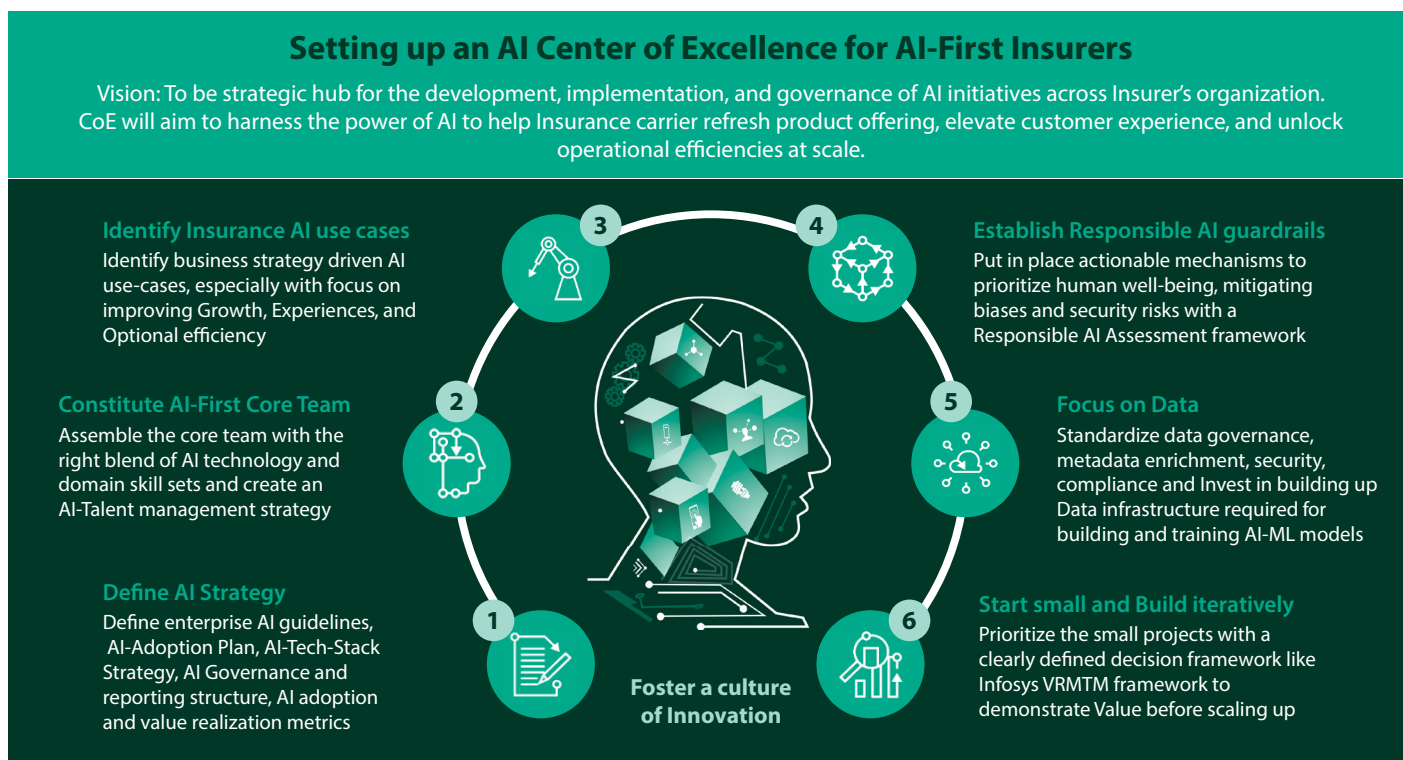 Setting up an AI Center of Excellence for AI-First Insurers
Vision: To be strategic hub for the development, implementation, and governance of AI initiatives across Insurer's organization.
CoE will aim to harness the power of AI to help Insurance carrier refresh product offering, elevate customer experience, and unlock
operational efficiencies at scale.
1
Define AI Strategy
Define enterprise AI guidelines,
AI-Adoption Plan, AI-Tech-Stack
Strategy, AI Governance and
reporting structure, AI adoption
and value realization metrics
2
Constitute AI-First Core Team
Assemble the core team with the
right blend of AI technology and
domain skill sets and create an
AI-Talent management strategy
3
Identify Insurance AI use cases
Identify business strategy driven AI
use-cases, especially with focus on
improving Growth, Experiences, and
Optional efficiency
4
Establish Responsible AI guardrails
Put in place actionable mechanisms to
prioritize human well-being, mitigating
biases and security risks with a
Responsible AI Assessment framework
5
Focus on Data
Standardize data governance,
metadata enrichment, security,
compliance and Invest in building up
Data infrastructure required for
building and training AI-ML models
6
Start small and Build iteratively
Prioritize the small projects with a
clearly defined decision framework like
Infosys VRMTM framework to
demonstrate Value before scaling up
Foster a culture
of Innovation